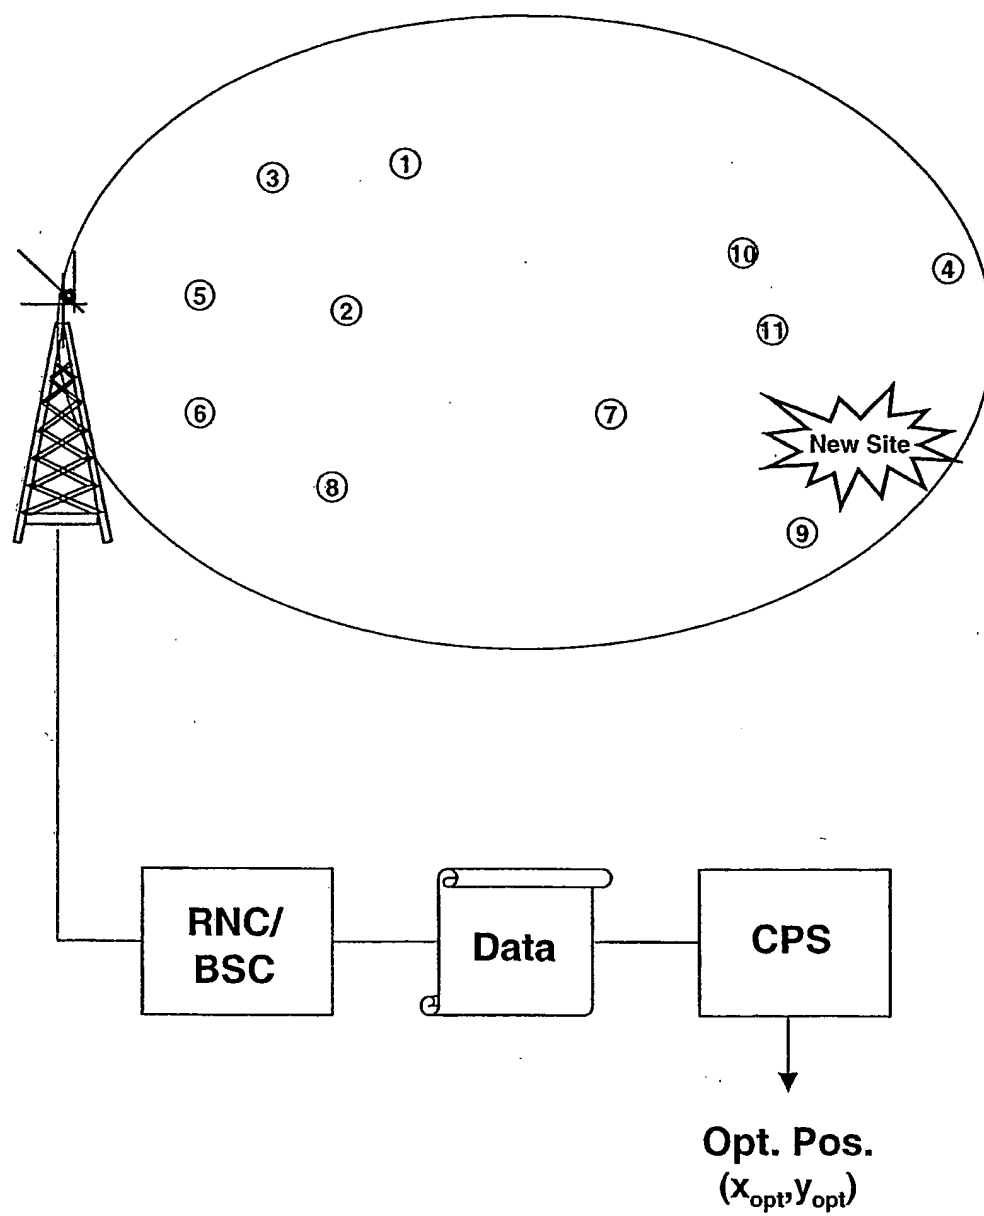 ①
③
⑩
④
⑤
②
⑪
⑥
⑦
New Site
⑧
⑨
RNC/
BSC
Data
CPS
Opt. Pos.
(xopt,yopt)